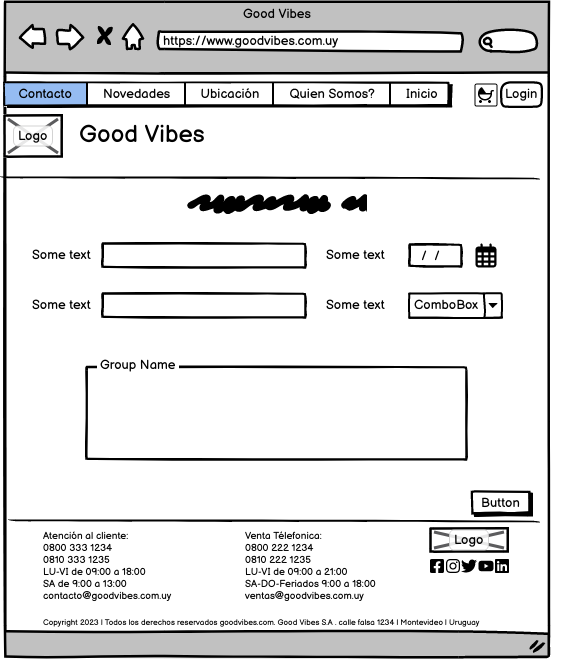 Good Vibes
https://www.goodvibes.com.uy
Contacto Novedades Ubicación Quien Somos? Inicio Login
Logo Good Vibes
Some text Some text / /
Some text Some text ComboBox
Group Name
Button
Atención al cliente:
0800 333 1234
0810 333 1235
LU-VI de 09:00 a 18:00
SA de 9:00 a 13:00
contacto@goodvibes.com.uy
Venta Télefonica:
0800 222 1234
0810 222 1235
LU-VI de 09:00 a 21:00
SA-DO-Feriados 9:00 a 18:00
ventas@goodvibes.com.uy
Logo
Copyright 2023 | Todos los derechos reservados goodvibes.com. Good Vibes S.A . calle falsa 1234 | Montevideo | Uruguay